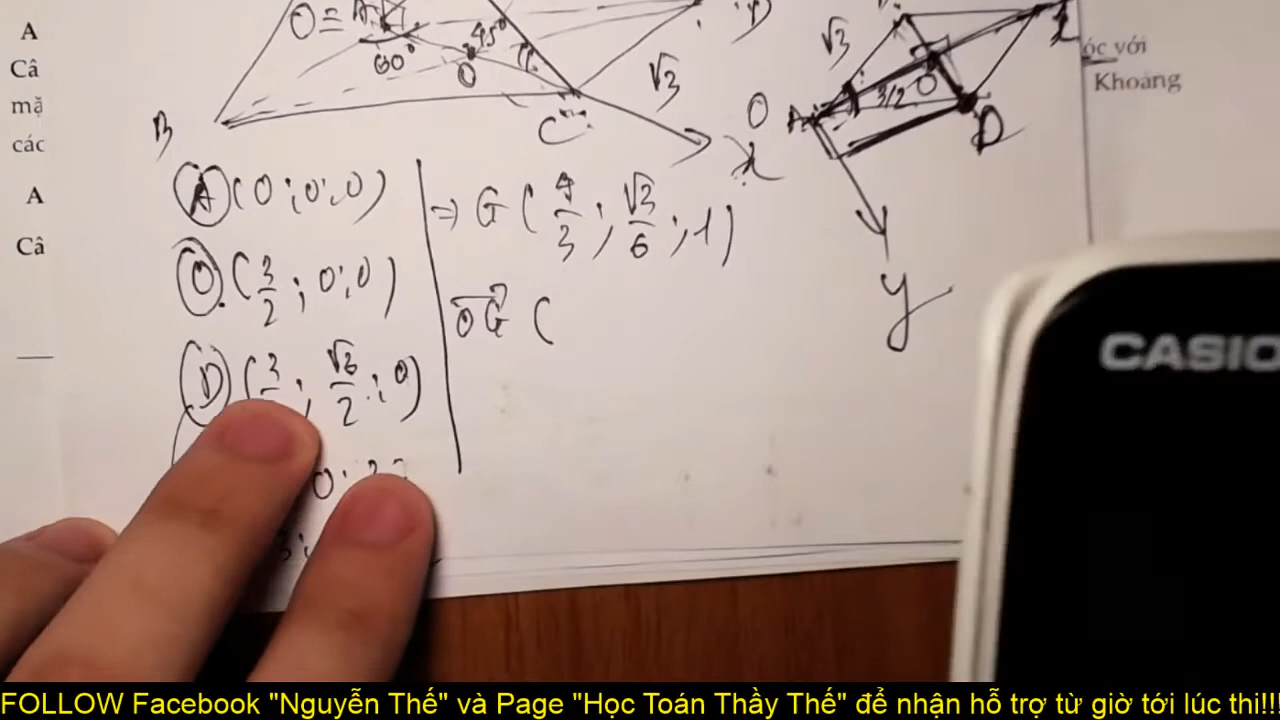 A
Câ
mặ
các
A
Câ
óc với
Khoảng
O ≡ A
45°
60°
O
√3
B
C
D
x
√3
O
A
3/2
O
D
y
A (0; 0; 0)
O (3/2; 0; 0)
D (3/; √3/2; 0)
0;
⇒ G (4/3; √3/6; 1)
OG (
CASIO
FOLLOW Facebook "Nguyễn Thế" và Page "Học Toán Thầy Thế" để nhận hỗ trợ từ giờ tới lúc thi!!!